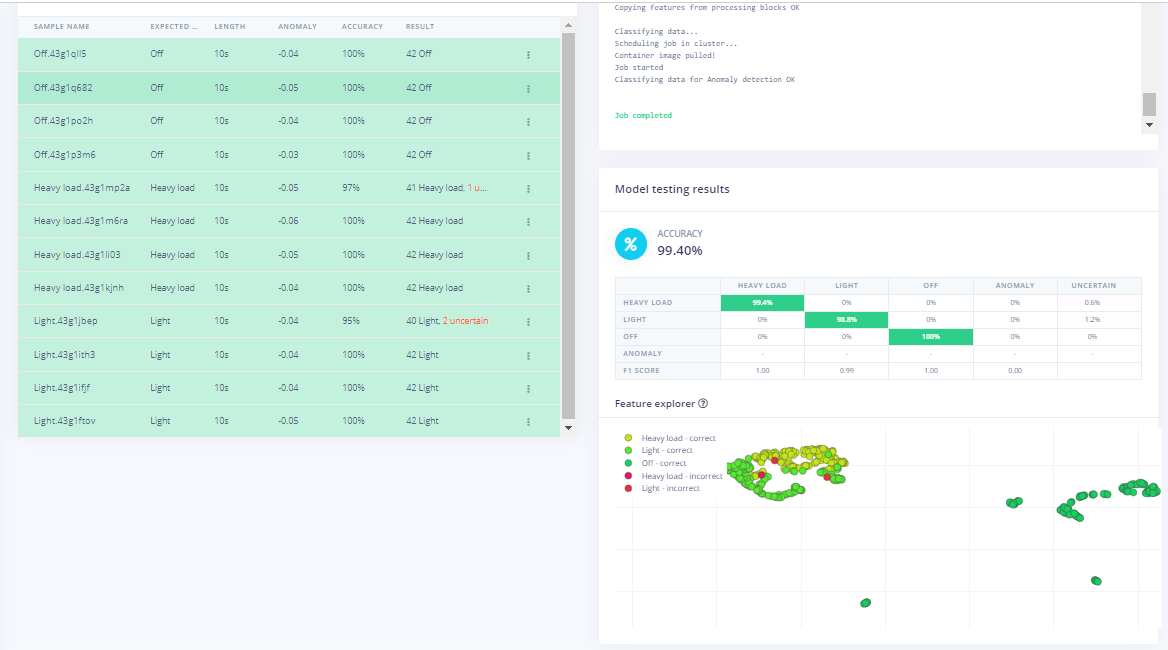 SAMPLE NAME EXPECTED ... LENGTH ANOMALY ACCURACY RESULT
Off.43g1qll5 Off 10s -0.04 100% 42 Off
Off.43g1q682 Off 10s -0.05 100% 42 Off
Off.43g1po2h Off 10s -0.04 100% 42 Off
Off.43g1p3m6 Off 10s -0.03 100% 42 Off
Heavy load.43g1mp2a Heavy load 10s -0.05 97% 41 Heavy load, 1 u...
Heavy load.43g1m6ra Heavy load 10s -0.06 100% 42 Heavy load
Heavy load.43g1li03 Heavy load 10s -0.05 100% 42 Heavy load
Heavy load.43g1kjnh Heavy load 10s -0.04 100% 42 Heavy load
Light.43g1jbep Light 10s -0.04 95% 40 Light, 2 uncertain
Light.43g1ith3 Light 10s -0.04 100% 42 Light
Light.43g1ifjf Light 10s -0.04 100% 42 Light
Light.43g1ftov Light 10s -0.05 100% 42 Light
Copying features from processing blocks OK
Classifying data...
Scheduling job in cluster...
Container image pulled!
Job started
Classifying data for Anomaly detection OK
Job completed
Model testing results
%
ACCURACY
99.40%
HEAVY LOAD LIGHT OFF ANOMALY UNCERTAIN
HEAVY LOAD 99.4% 0% 0% 0% 0.6%
LIGHT 0% 98.8% 0% 0% 1.2%
OFF 0% 0% 100% 0% 0%
ANOMALY - - - - -
F1 SCORE 1.00 0.99 1.00 0.00
Feature explorer ?
Heavy load - correct
Light - correct
Off - correct
Heavy load - incorrect
Light - incorrect